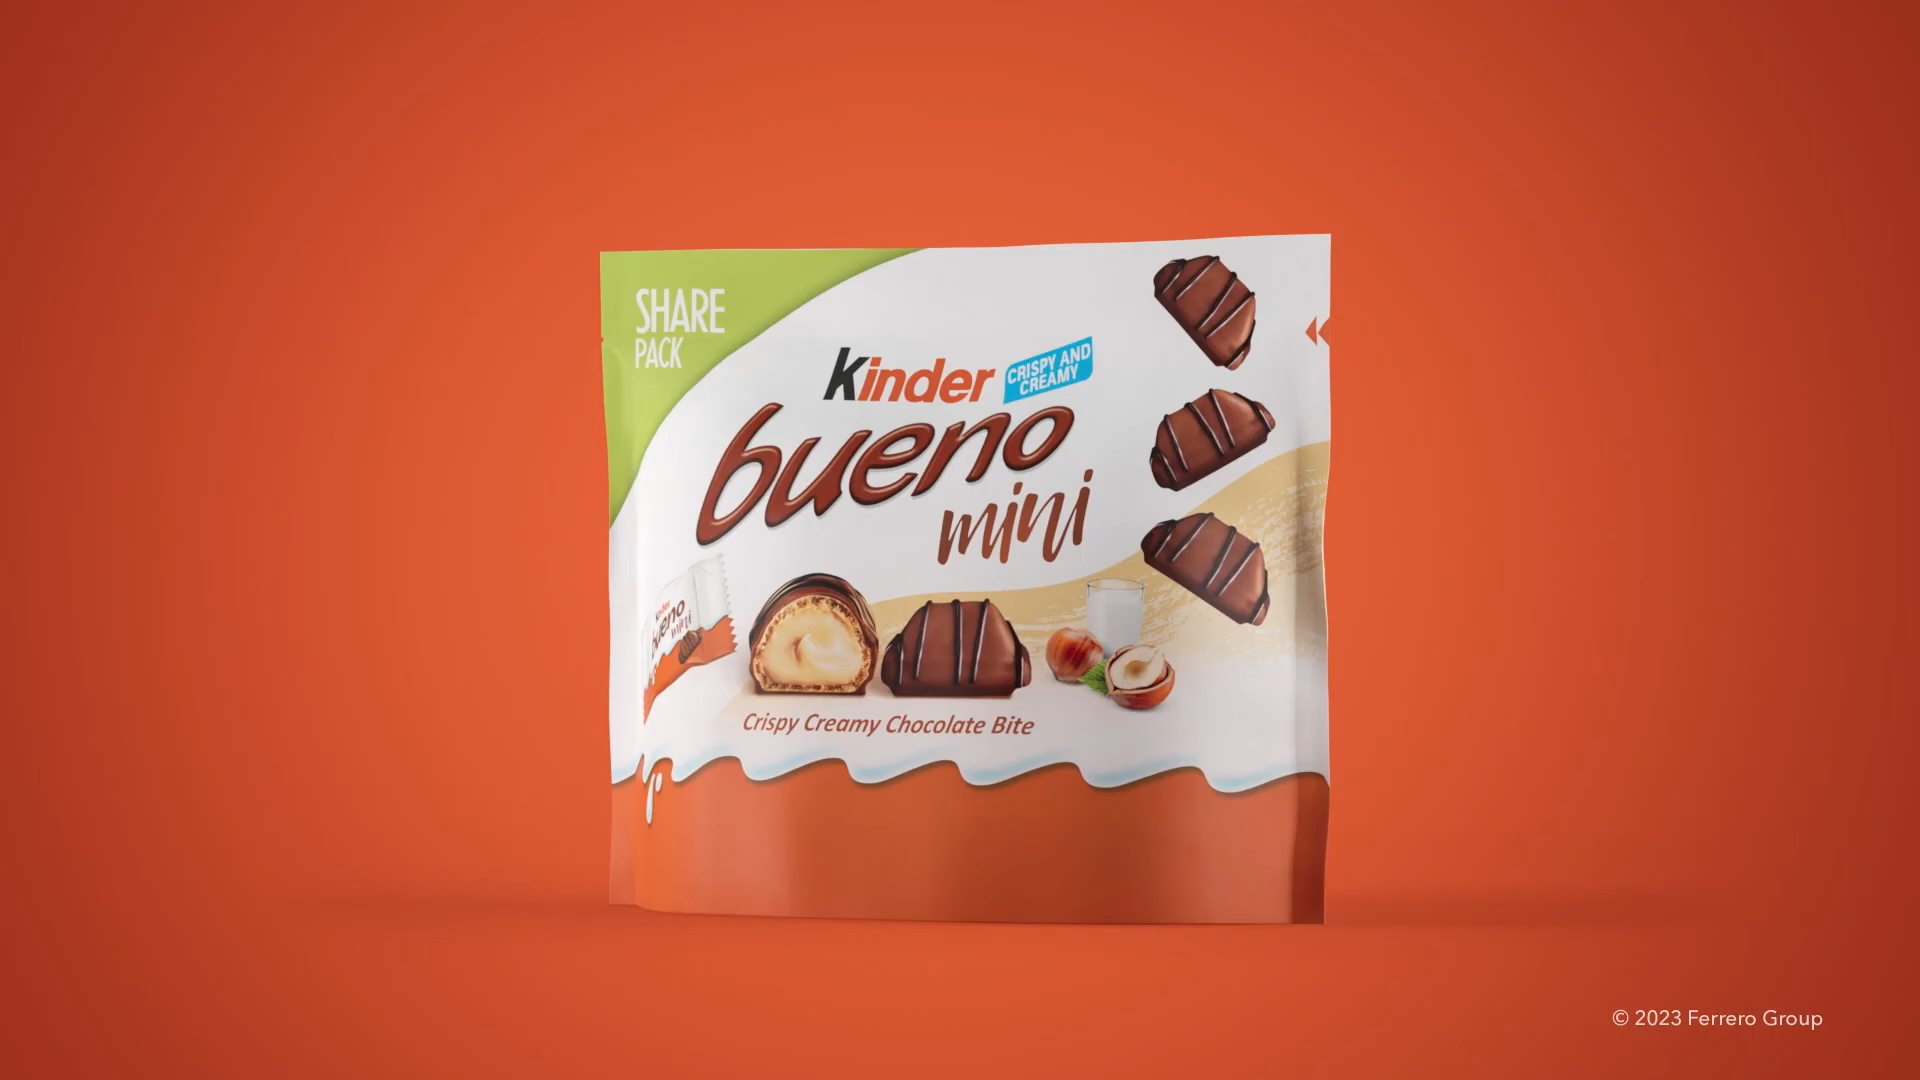 SHARE
PACK
Kinder
CRISPY AND
CREAMY
bueno
mini
Kinder
bueno
mini
Crispy Creamy Chocolate Bite
© 2023 Ferrero Group